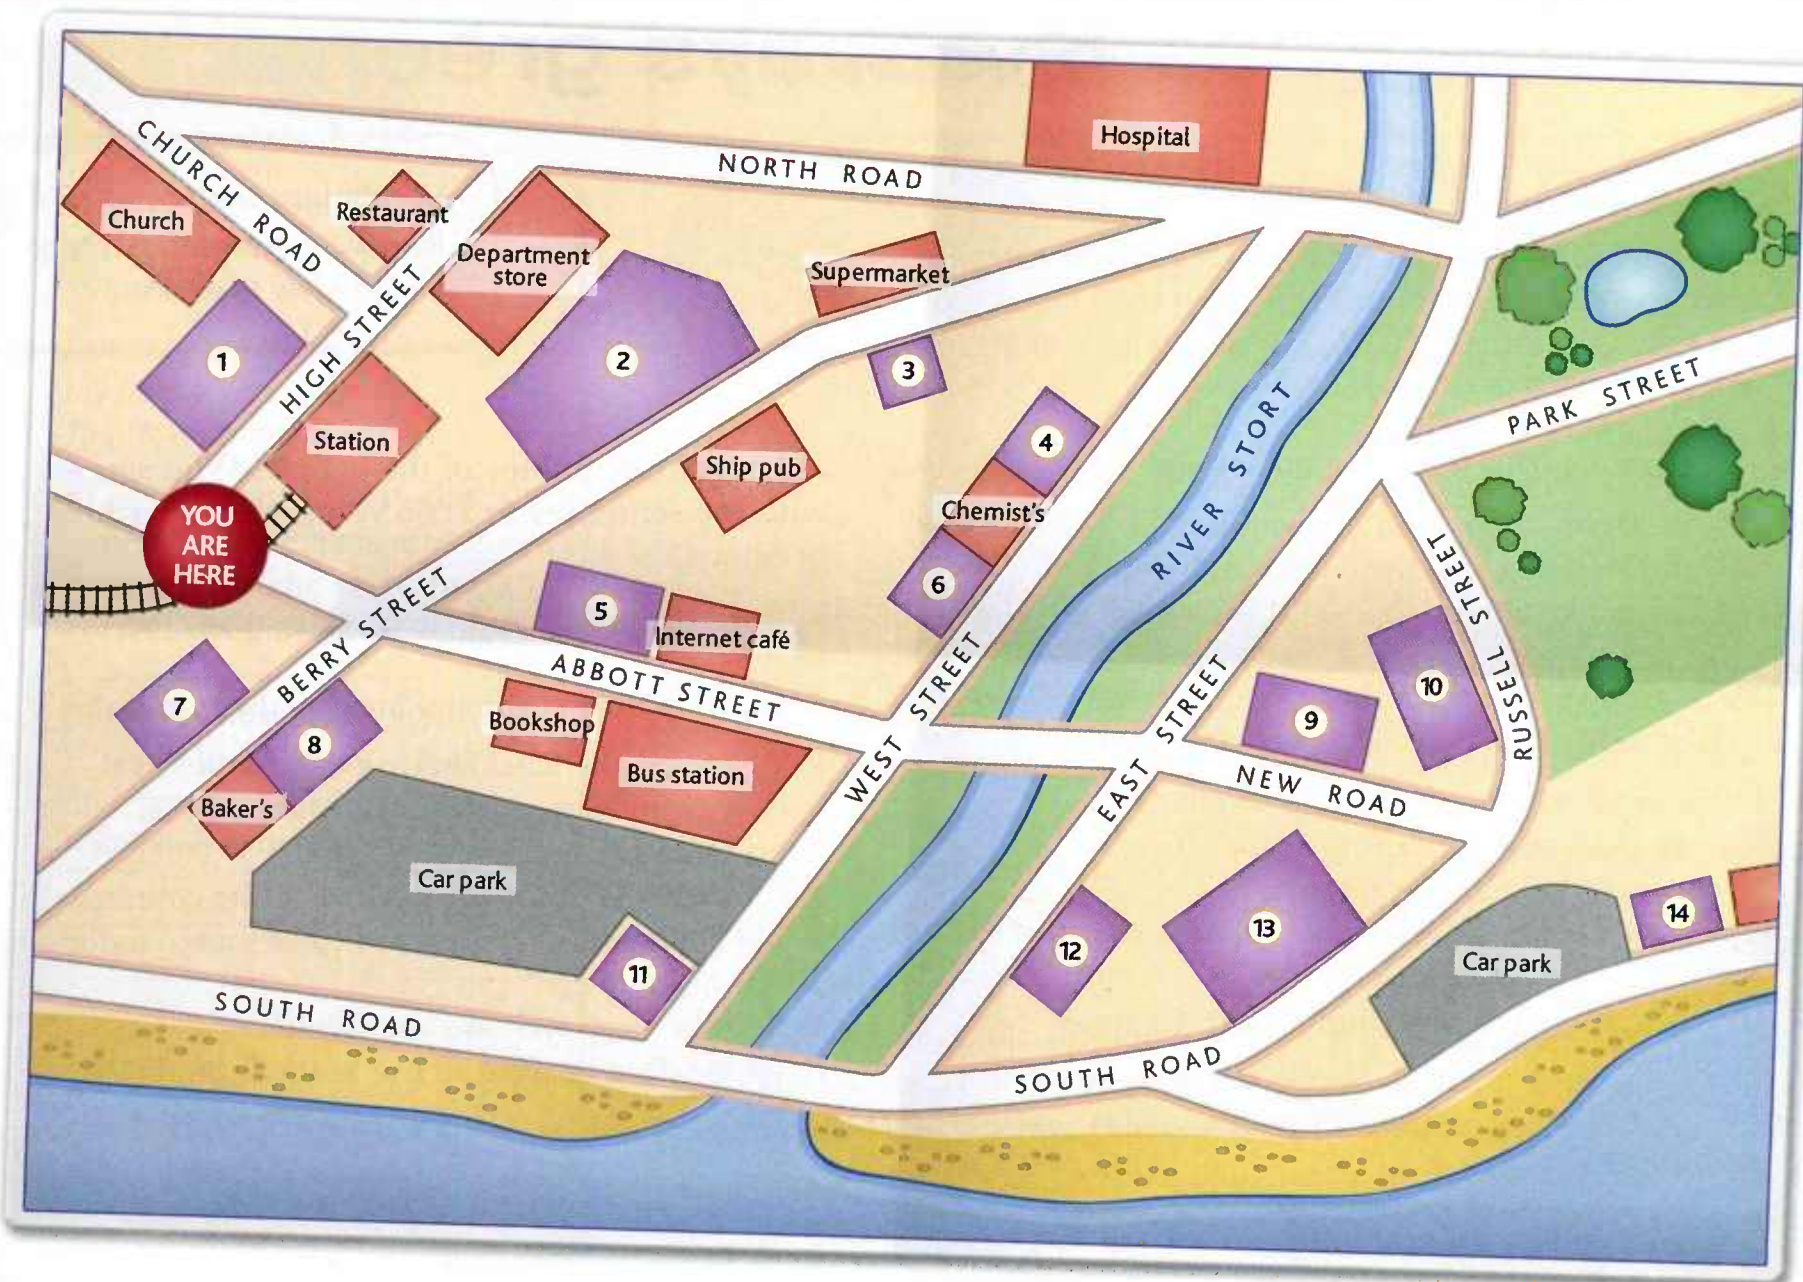 Hospital
NORTH ROAD
CHURCH ROAD
Church
Restaurant
Department
store
Supermarket
1
HIGH STREET
2
3
PARK STREET
Station
Ship pub
4
Chemist's
RIVER STORT
YOU
ARE
HERE
5
6
Internet café
BERRY STREET
ABBOTT STREET
7
8
Bookshop
Bus station
Baker's
WEST STREET
EAST STREET
9
10
RUSSSELL STREET
NEW ROAD
Car park
11
12
13
14
Car park
SOUTH ROAD
SOUTH ROAD